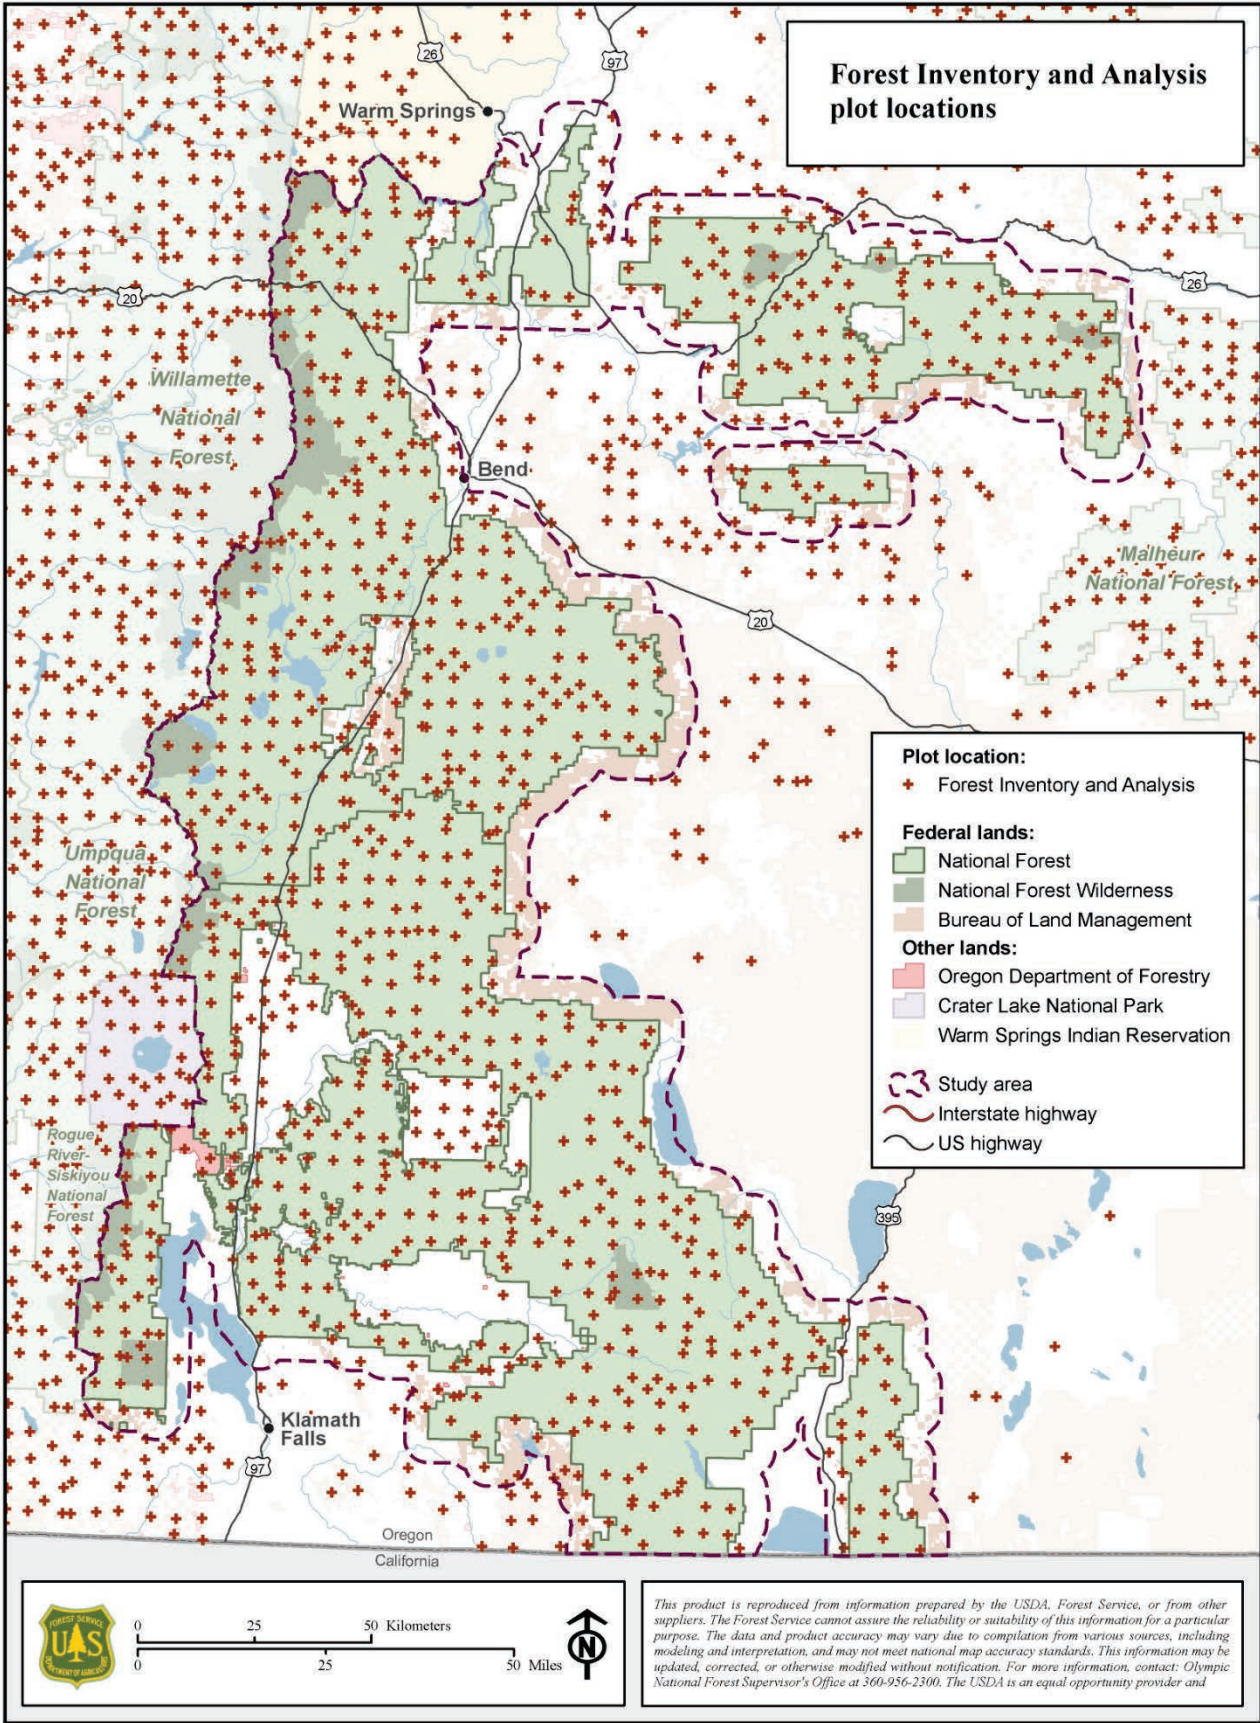 Forest Inventory and Analysis
plot locations
26
97
Warm Springs
20
26
Willamette
National
Forest
Bend
Malheur
National Forest
20
Plot location:
Forest Inventory and Analysis
Federal lands:
National Forest
National Forest Wilderness
Bureau of Land Management
Other lands:
Oregon Department of Forestry
Crater Lake National Park
Warm Springs Indian Reservation
Study area
Interstate highway
US highway
Umpqua
National
Forest
Rogue
River-
Siskiyou
National
Forest
395
Klamath
Falls
97
Oregon
California
FOREST SERVICE
U S
DEPARTMENT OF AGRICULTURE
0 25 50 Kilometers
0 25 50 Miles
N
This product is reproduced from information prepared by the USDA, Forest Service, or from other
suppliers. The Forest Service cannot assure the reliability or suitability of this information for a particular
purpose. The data and product accuracy may vary due to compilation from various sources, including
modeling and interpretation, and may not meet national map accuracy standards. This information may be
updated, corrected, or otherwise modified without notification. For more information, contact: Olympic
National Forest Supervisor's Office at 360-956-2300. The USDA is an equal opportunity provider and